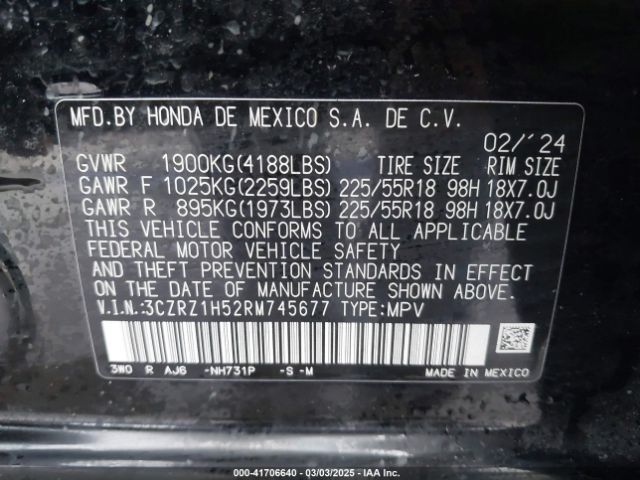 MFD.BY HONDA DE MEXICO S.A. DE C.V.
02/'24
GVWR 1900KG(4188LBS) TIRE SIZE RIM SIZE
GAWR F 1025KG(2259LBS) 225/55R18 98H 18X7.0J
GAWR R 895KG(1973LBS) 225/55R18 98H 18X7.0J
THIS VEHICLE CONFORMS TO ALL APPLICABLE
FEDERAL MOTOR VEHICLE SAFETY
AND THEFT PREVENTION STANDARDS IN EFFECT
ON THE DATE OF MANUFACTURE SHOWN ABOVE.
V.I.N.:3CZRZ1H52RM745677 TYPE:MPV
3W0 R AJ6 -NH731P -S-M MADE IN MEXICO
000-41706640 - 03/03/2025 - IAA Inc.